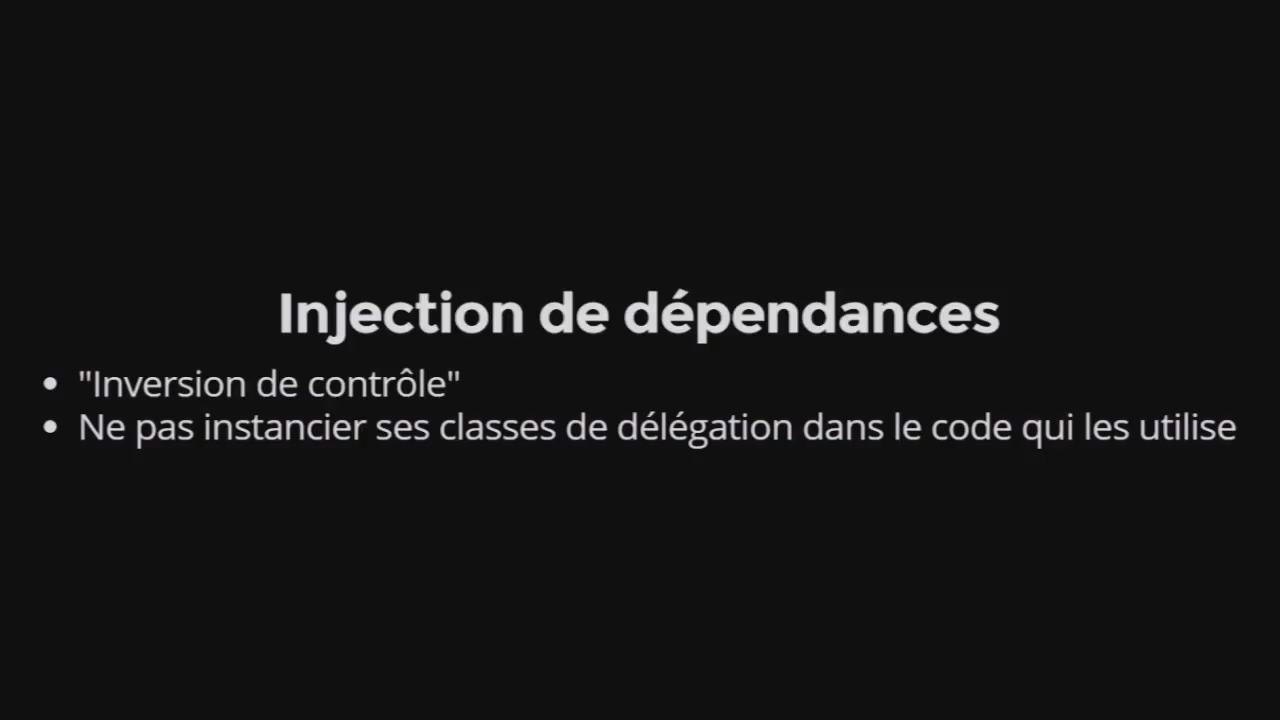 Injection de dépendances
"Inversion de contrôle"
Ne pas instancier ses classes de délégation dans le code qui les utilise